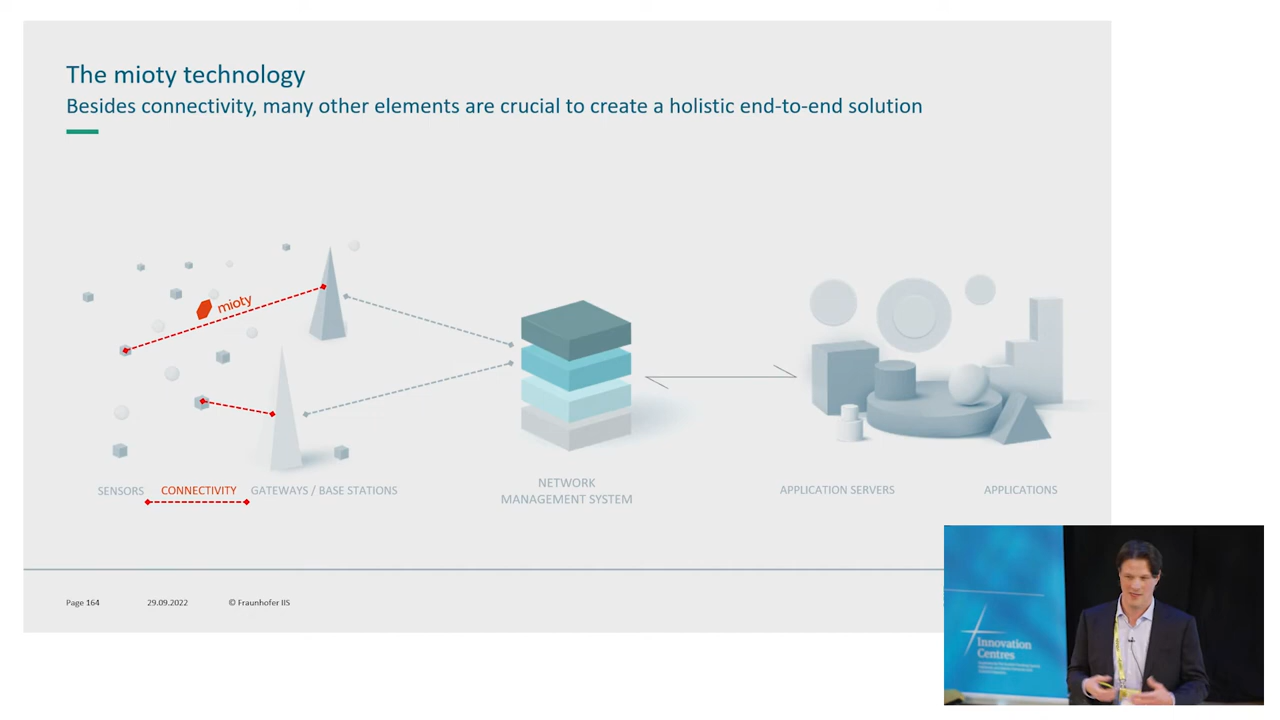 The mioty technology
Besides connectivity, many other elements are crucial to create a holistic end-to-end solution
mioty
SENSORS
CONNECTIVITY
GATEWAYS / BASE STATIONS
NETWORK
MANAGEMENT SYSTEM
APPLICATION SERVERS
APPLICATIONS
Page 164
29.09.2022
© Fraunhofer IIS
Innovation
Centres